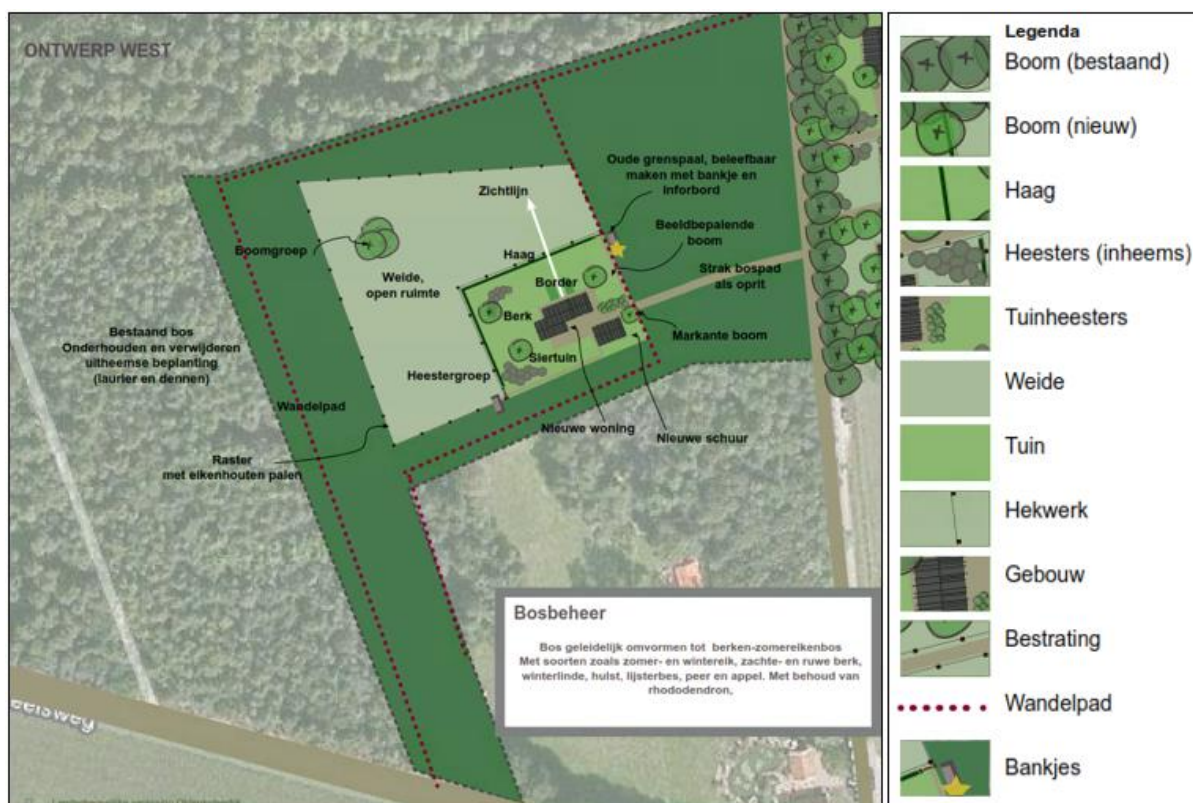 ONTWERP WEST
Oude grenspaal, beleefbaar
maken met bankje en
inforbord
Zichtlijn
Beeldbepalende
boom
Boomgroep
Haag
Weide,
open ruimte
Border
Strak bospad
als oprit
Berk
Markante boom
Bestaand bos
Onderhouden en verwijderen
uitheemse beplanting
(laurier en dennen)
Siertuin
Heestergroep
Wandelpad
Nieuwe woning
Nieuwe schuur
Raster
met eikenhouten palen
Bosbeheer
Bos geleidelijk omvormen tot berken-zomereikenbos
Met soorten zoals zomer- en wintereik, zachte- en ruwe berk,
winterlinde, hulst, lijsterbes, peer en appel. Met behoud van
rhododendron,
Legenda
Boom (bestaand)
Boom (nieuw)
Haag
Heesters (inheems)
Tuinheesters
Weide
Tuin
Hekwerk
Gebouw
Bestrating
Wandelpad
Bankjes